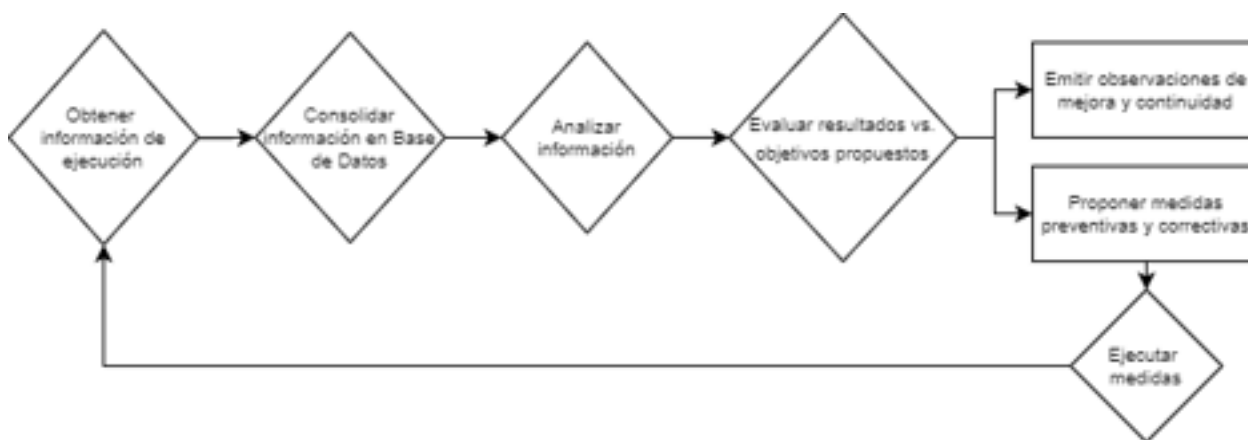 Obtener
información de
ejecución
Consolidar
información en Base
de Datos
Analizar
información
Evaluar resultados vs.
objetivos propuestos
Emitir observaciones de
mejora y continuidad
Proponer medidas
preventivas y correctivas
Ejecutar
medidas